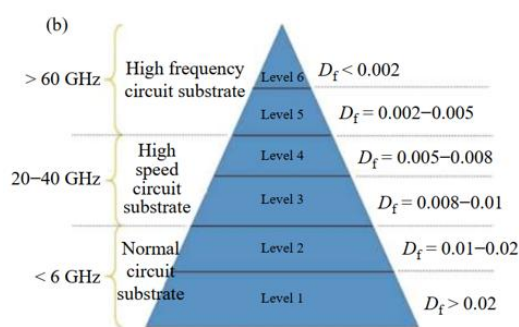 (b)
> 60 GHz
High frequency
circuit substrate
Level 6
D_f < 0.002
Level 5
D_f = 0.002−0.005
20−40 GHz
High
speed
circuit
substrate
Level 4
D_f = 0.005−0.008
Level 3
D_f = 0.008−0.01
< 6 GHz
Normal
circuit
substrate
Level 2
D_f = 0.01−0.02
Level 1
D_f > 0.02